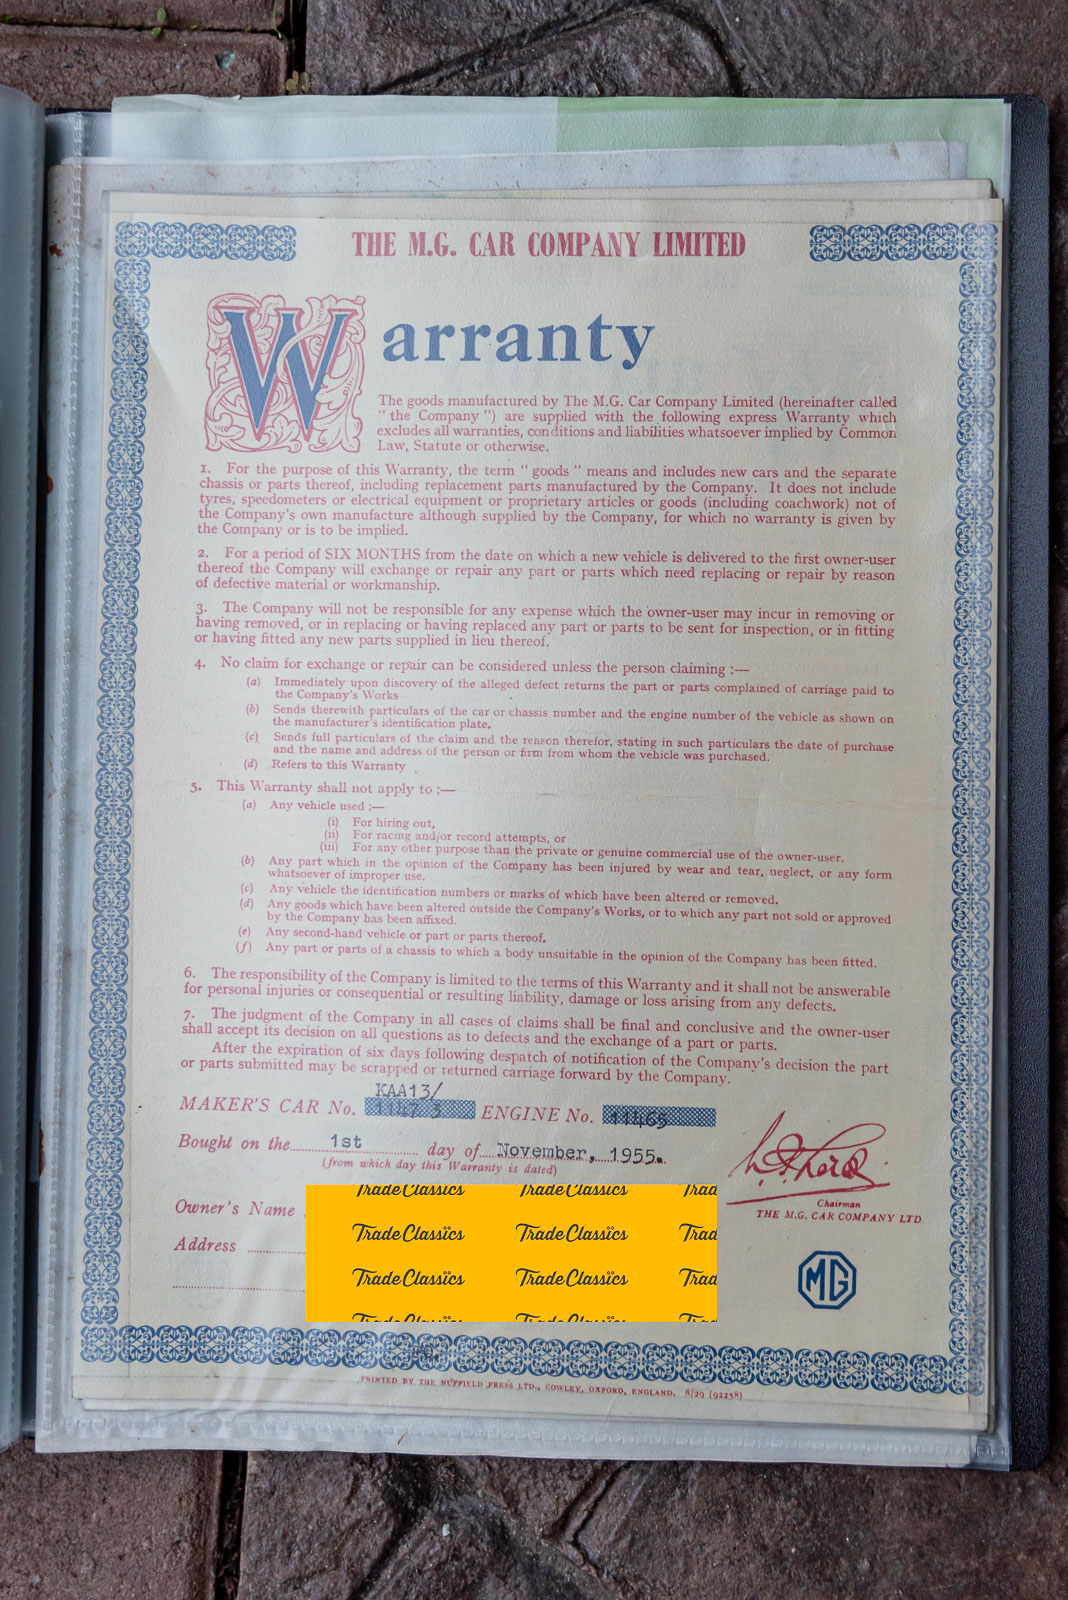 THE M.G. CAR COMPANY LIMITED
Warranty
The goods manufactured by The M.G. Car Company Limited (hereinafter called
" the Company ") are supplied with the following express Warranty which
excludes all warranties, conditions and liabilities whatsoever implied by Common
Law, Statute or otherwise.
1. For the purpose of this Warranty, the term " goods " means and includes new cars and the separate
chassis or parts thereof, including replacement parts manufactured by the Company. It does not include
tyres, speedometers or electrical equipment or proprietary articles or goods (including coachwork) not of
the Company's own manufacture although supplied by the Company, for which no warranty is given by
the Company or is to be implied.
2. For a period of SIX MONTHS from the date on which a new vehicle is delivered to the first owner-user
thereof the Company will exchange or repair any part or parts which need replacing or repair by reason
of defective material or workmanship.
3. The Company will not be responsible for any expense which the owner-user may incur in removing or
having removed, or in replacing or having replaced any part or parts to be sent for inspection, or in fitting
or having fitted any new parts supplied in lieu thereof.
4. No claim for exchange or repair can be considered unless the person claiming :—
(a) Immediately upon discovery of the alleged defect returns the part or parts complained of carriage paid to
the Company's Works
(b) Sends therewith particulars of the car or chassis number and the engine number of the vehicle as shown on
the manufacturer's identification plate.
(c) Sends full particulars of the claim and the reason therefor, stating in such particulars the date of purchase
and the name and address of the person or firm from whom the vehicle was purchased.
(d) Refers to this Warranty
5. This Warranty shall not apply to :—
(a) Any vehicle used :—
(i) For hiring out,
(ii) For racing and/or record attempts, or
(iii) For any other purpose than the private or genuine commercial use of the owner-user.
(b) Any part which in the opinion of the Company has been injured by wear and tear, neglect, or any form
whatsoever of improper use.
(c) Any vehicle the identification numbers or marks of which have been altered or removed.
(d) Any goods which have been altered outside the Company's Works, or to which any part not sold or approved
by the Company has been affixed.
(e) Any second-hand vehicle or part or parts thereof.
(f) Any part or parts of a chassis to which a body unsuitable in the opinion of the Company has been fitted.
6. The responsibility of the Company is limited to the terms of this Warranty and it shall not be answerable
for personal injuries or consequential or resulting liability, damage or loss arising from any defects.
7. The judgment of the Company in all cases of claims shall be final and conclusive and the owner-user
shall accept its decision on all questions as to defects and the exchange of a part or parts.
After the expiration of six days following despatch of notification of the Company's decision the part
or parts submitted may be scrapped or returned carriage forward by the Company.
KAA13/
MAKER'S CAR No. ENGINE No. 11465
Bought on the 1st day of November, 1955.
(from which day this Warranty is dated)
Chairman
THE M.G. CAR COMPANY LTD
Owner's Name
Address
TradeClassics TradeClassics Trad
TradeClassics TradeClassics Trad
TradeClassics TradeClassics Trad
TradeClassics TradeClassics Trad
MG
PRINTED BY THE NUFFIELD PRESS LTD., COWLEY, OXFORD, ENGLAND. 8/29 (92258)